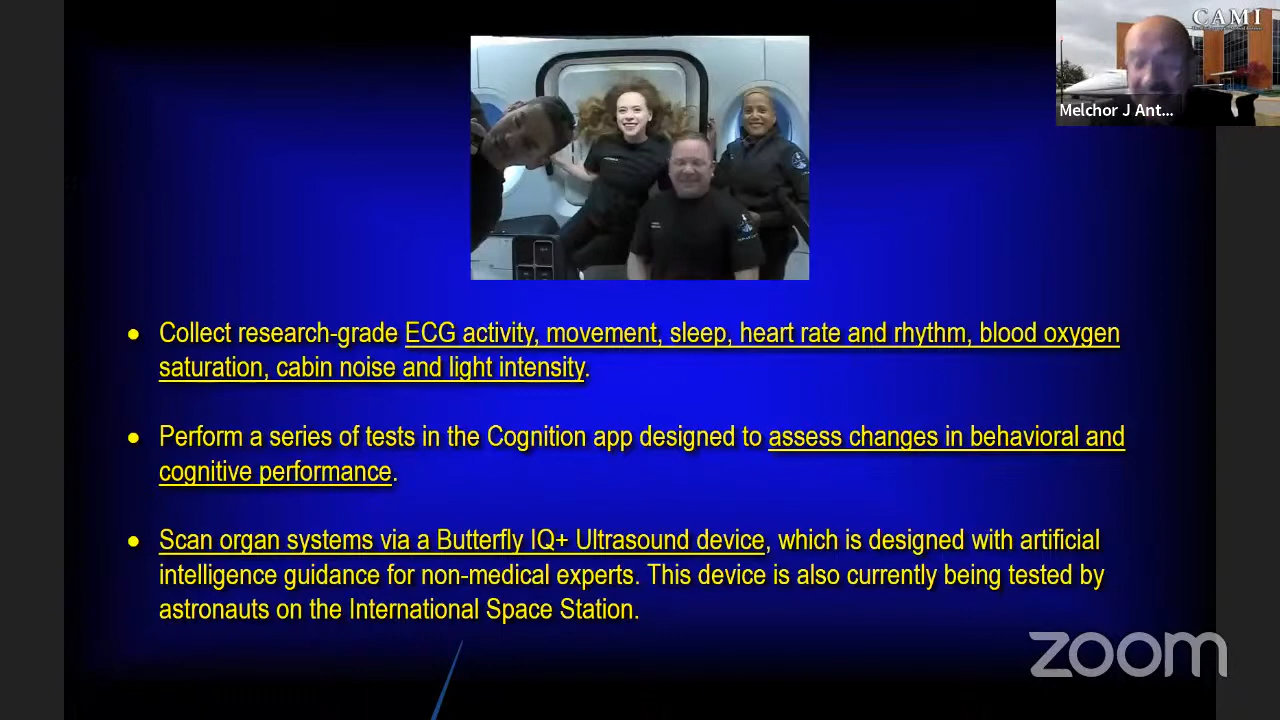 CAMI
Melchor J Ant...
• Collect research-grade ECG activity, movement, sleep, heart rate and rhythm, blood oxygen
saturation, cabin noise and light intensity.
• Perform a series of tests in the Cognition app designed to assess changes in behavioral and
cognitive performance.
• Scan organ systems via a Butterfly IQ+ Ultrasound device, which is designed with artificial
intelligence guidance for non-medical experts. This device is also currently being tested by
astronauts on the International Space Station.
zoom